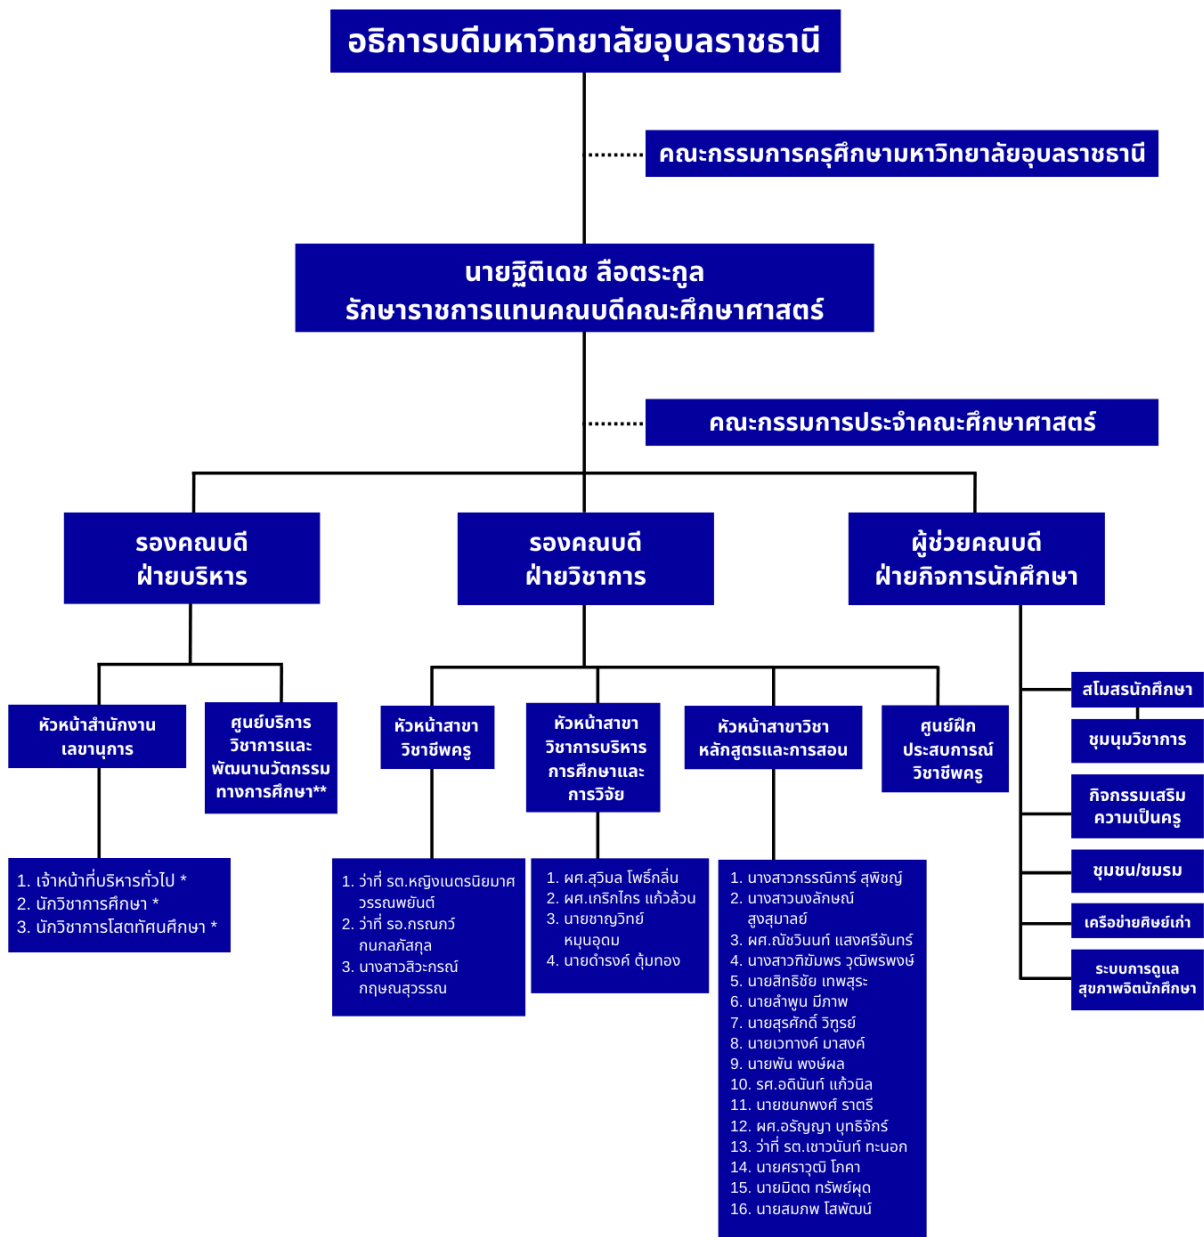 อธิการบดีมหาวิทยาลัยอุบลราชธานี
คณะกรรมการครุศึกษามหาวิทยาลัยอุบลราชธานี
นายฐิติเดช ลือตระกูล
รักษาราชการแทนคณบดีคณะศึกษาศาสตร์
คณะกรรมการประจำคณะศึกษาศาสตร์
รองคณบดี
ฝ่ายบริหาร
รองคณบดี
ฝ่ายวิชาการ
ผู้ช่วยคณบดี
ฝ่ายกิจการนักศึกษา
หัวหน้าสำนักงาน
เลขานุการ
ศูนย์บริการ
วิชาการและ
พัฒนานวัตกรรม
ทางการศึกษา**
หัวหน้าสาขา
วิชาชีพครู
หัวหน้าสาขา
วิชาการบริหาร
การศึกษาและ
การวิจัย
หัวหน้าสาขาวิชา
หลักสูตรและการสอน
ศูนย์ฝึก
ประสบการณ์
วิชาชีพครู
สโมสรนักศึกษา
ชุมนุมวิชาการ
กิจกรรมเสริม
ความเป็นครู
ชุมชน/ชมรม
เครือข่ายศิษย์เก่า
ระบบการดูแล
สุขภาพจิตนักศึกษา
1. เจ้าหน้าที่บริหารทั่วไป *
2. นักวิชาการศึกษา *
3. นักวิชาการโสตทัศนศึกษา *
1. ว่าที่ รต.หญิงเนตรนิยมาศ
วรรณพยันต์
2. ว่าที่ รอ.กรณภว์
กนกลภัสกุล
3. นางสาวสิวะกรณ์
กฤษณสุวรรณ
1. ผศ.สุวิมล โพธิ์กลิ่น
2. ผศ.เกริกไกร แก้วล้วน
3. นายชาญวิทย์
หมุนอุดม
4. นายดำรงค์ ตุ้มทอง
1. นางสาวกรรณิการ์ สุพิชญ์
2. นางสาวนงลักษณ์
สูงสุมาลย์
3. ผศ.ณัชวินนท์ แสงศรีจันทร์
4. นางสาวฑิฆัมพร วุฒิพรพงษ์
5. นายสิทธิชัย เทพสุระ
6. นายลำพูน มีภาพ
7. นายสุรศักดิ์ วิฑูรย์
8. นายเวทางค์ มาสงค์
9. นายพัน พงษ์ผล
10. รศ.อดินันท์ แก้วนิล
11. นายชนกพงศ์ ราตรี
12. ผศ.อรัญญา บุทธิจักร์
13. ว่าที่ รต.เชาวนันท์ ทะนอก
14. นายศราวุฒิ โภคา
15. นายมิตต ทรัพย์ผุด
16. นายสมภพ โสพัฒน์